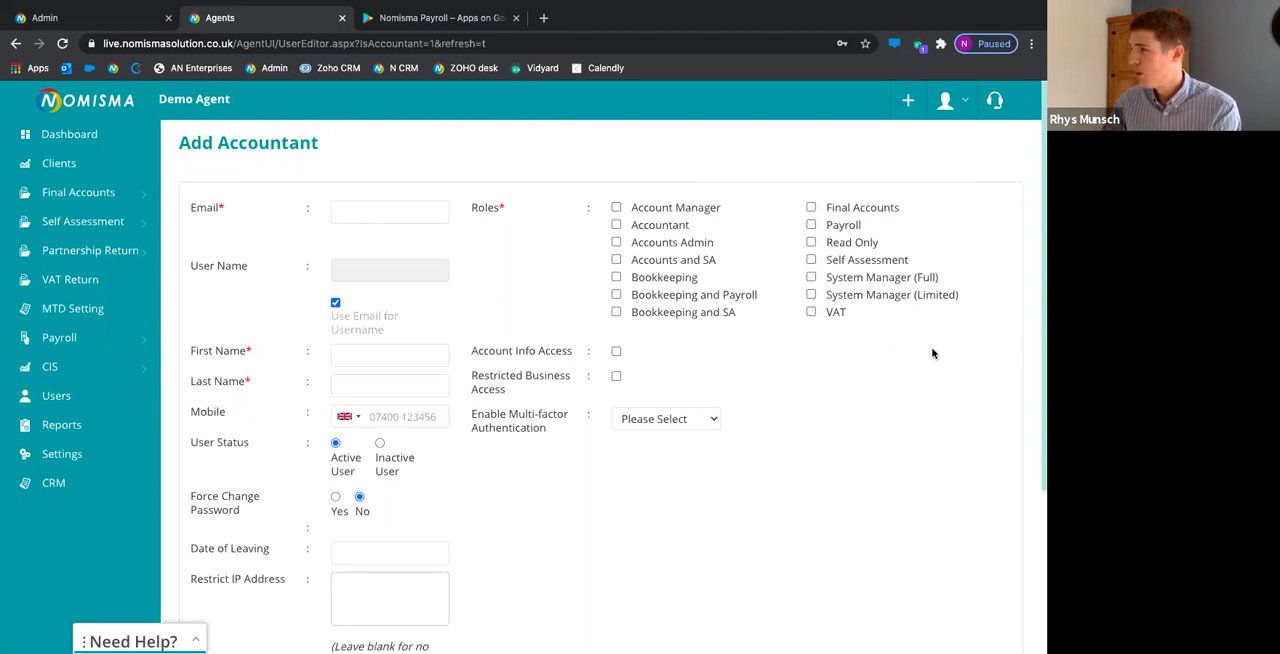 Admin
Agents
Nomisma Payroll – Apps on Go
live.nomismasolution.co.uk/AgentUI/UserEditor.aspx?IsAccountant=1&refresh=t
N Paused
Apps
AN Enterprises
Admin
Zoho CRM
N CRM
ZOHO desk
Vidyard
Calendly
NOMISMA
Demo Agent
Rhys Munsch
Dashboard
Clients
Final Accounts
Self Assessment
Partnership Return
VAT Return
MTD Setting
Payroll
CIS
Users
Reports
Settings
CRM
Add Accountant
Email* :
User Name :
Use Email for
Username
First Name* :
Last Name* :
Mobile : 07400 123456
User Status :
Active
User
Inactive
User
Force Change
Password
:
Yes No
Date of Leaving :
Restrict IP Address :
(Leave blank for no
Roles* :
Account Manager
Accountant
Accounts Admin
Accounts and SA
Bookkeeping
Bookkeeping and Payroll
Bookkeeping and SA
Final Accounts
Payroll
Read Only
Self Assessment
System Manager (Full)
System Manager (Limited)
VAT
Account Info Access :
Restricted Business
Access
:
Enable Multi-factor
Authentication
: Please Select
Need Help?